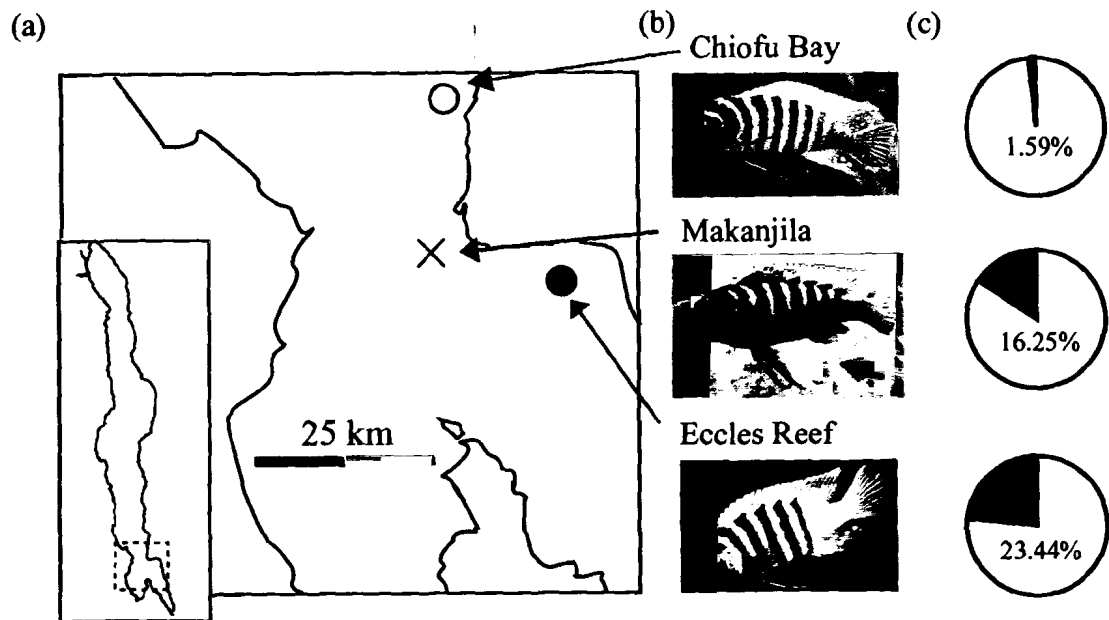 (a)
(b)
(c)
Chiofu Bay
1.59%
Makanjila
16.25%
Eccles Reef
25 km
23.44%